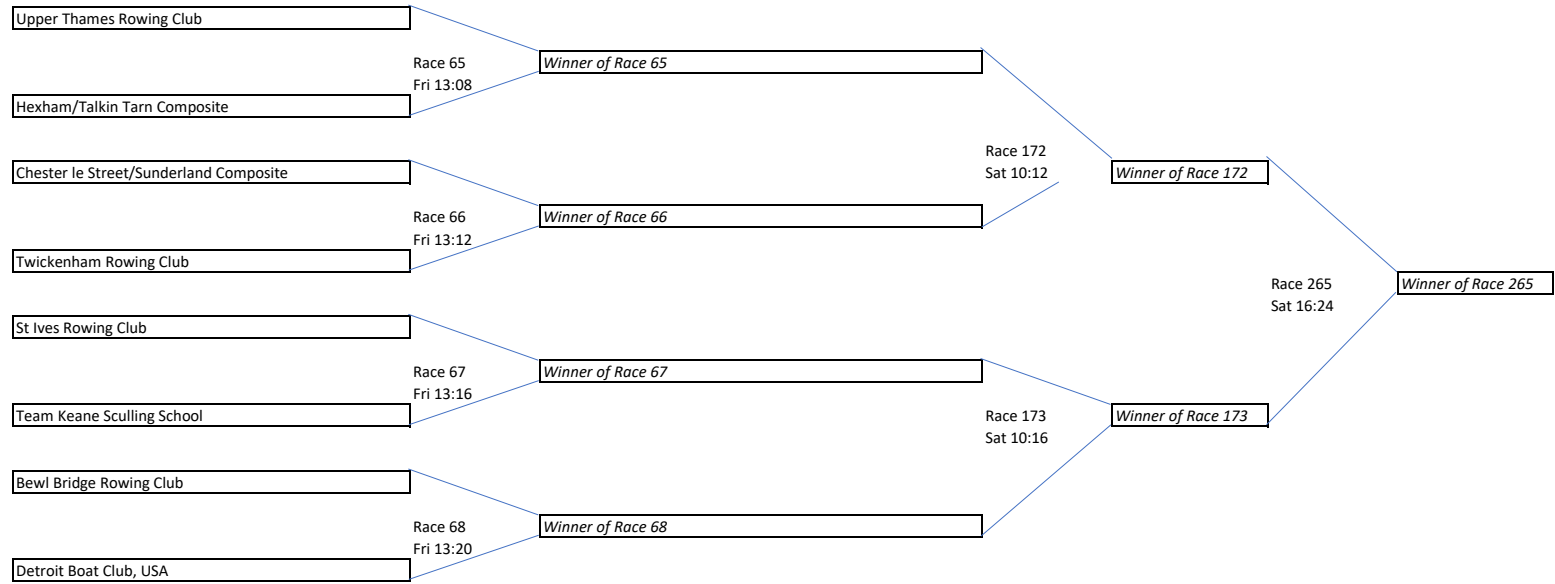 Upper Thames Rowing Club
Race 65
Winner of Race 65
Fri 13:08
Hexham/Talkin Tarn Composite
Race 172
Chester le Street/Sunderland Composite
Sat 10:12
Winner of Race 172
Race 66
Winner of Race 66
Fri 13:12
Twickenham Rowing Club
Race 265
Winner of Race 265
Sat 16:24
St Ives Rowing Club
Race 67
Winner of Race 67
Fri 13:16
Team Keane Sculling School
Race 173
Winner of Race 173
Sat 10:16
Bewl Bridge Rowing Club
Race 68
Winner of Race 68
Fri 13:20
Detroit Boat Club, USA